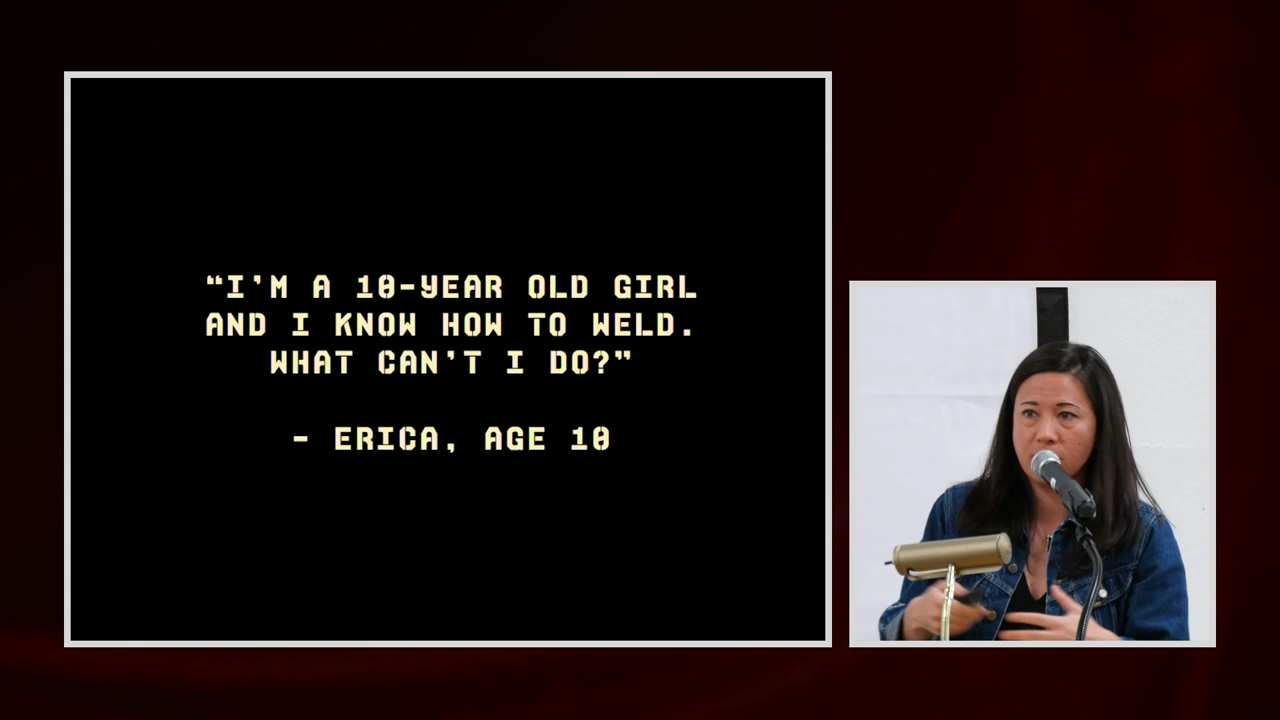 “I’M A 10-YEAR OLD GIRL
AND I KNOW HOW TO WELD.
WHAT CAN’T I DO?”
- ERICA, AGE 10